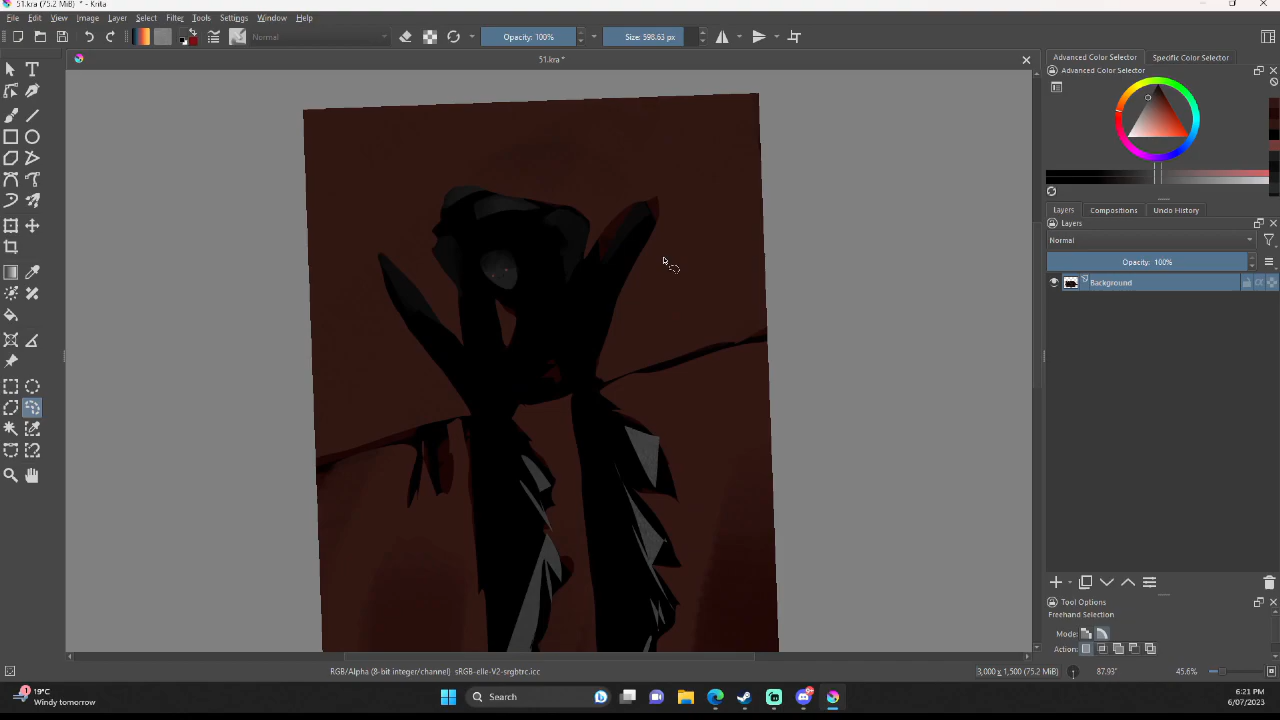 51.kra (75.2 MiB) * - Krita
File Edit View Image Layer Select Filter Tools Settings Window Help
Normal
Opacity: 100%
Size: 598.63 px
51.kra *
Advanced Color Selector
Specific Color Selector
Advanced Color Selector
Layers
Compositions
Undo History
Layers
Normal
Opacity: 100%
Background
Tool Options
Freehand Selection
Mode:
Action:
RGB/Alpha (8-bit integer/channel) sRGB-elle-V2-srgbtrc.icc
3,000 x 1,500 (75.2 MiB)
87.93°
45.6%
1
19°C
Windy tomorrow
Search
6:21 PM
6/07/2023